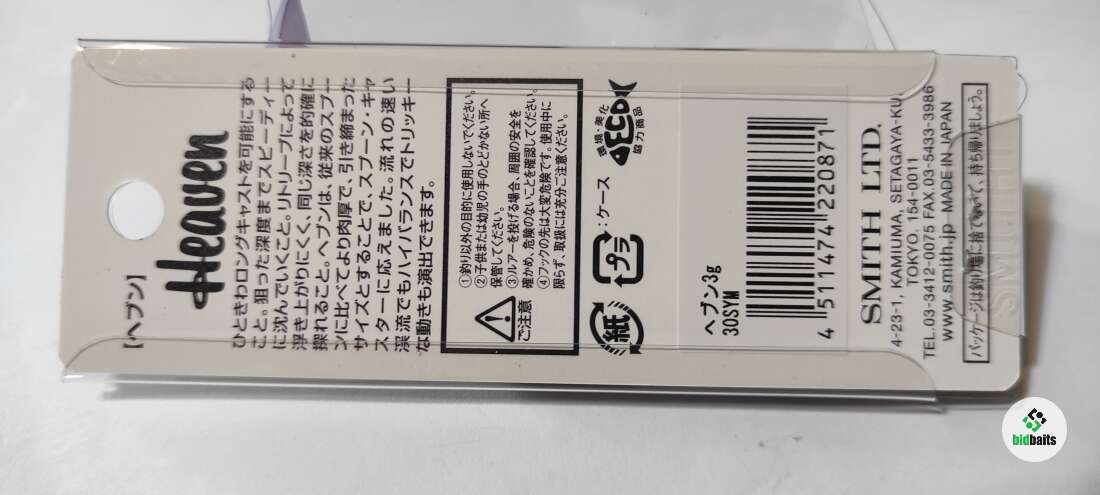 【ヘブン】
Heaven
ひときわロングキャストを可能にする
こと。狙った深度までスピーディー
に沈んでいくこと。リトリーブによって
浮き上がりにくく、同じ深さを的確に
探れること。ヘブンは、従来のスプー
ンに比べてより肉厚で、引き締まった
サイズとすることで、スプーン・キャ
スターに応えました。流れの速い
渓流でもハイバランスでトリッキー
な動きも演出できます。
ご注意
①釣り以外の目的に使用しないでください。
②子供または幼児の手のとどかない所へ
保管してください。
③ルアーを投げる場合、周囲の安全を
確かめ、危険のないことを確認してください。
④フックの先は大変危険です。使用中に
限らず、取扱には充分ご注意ください。
紙
プラ
:ケース
環境・美化
ECO
協力商品
ヘブン3g
30SYM
4 511474 220871
SMITH LTD.
4-23-1, KAMIUMA, SETAGAYA-KU,
TOKYO. 154-0011
TEL.03-3412-0075 FAX.03-5433-3986
www.smith.jp MADE IN JAPAN
パッケージは釣り場に捨てないで、持ち帰りましょう。
SMITH
bidbaits